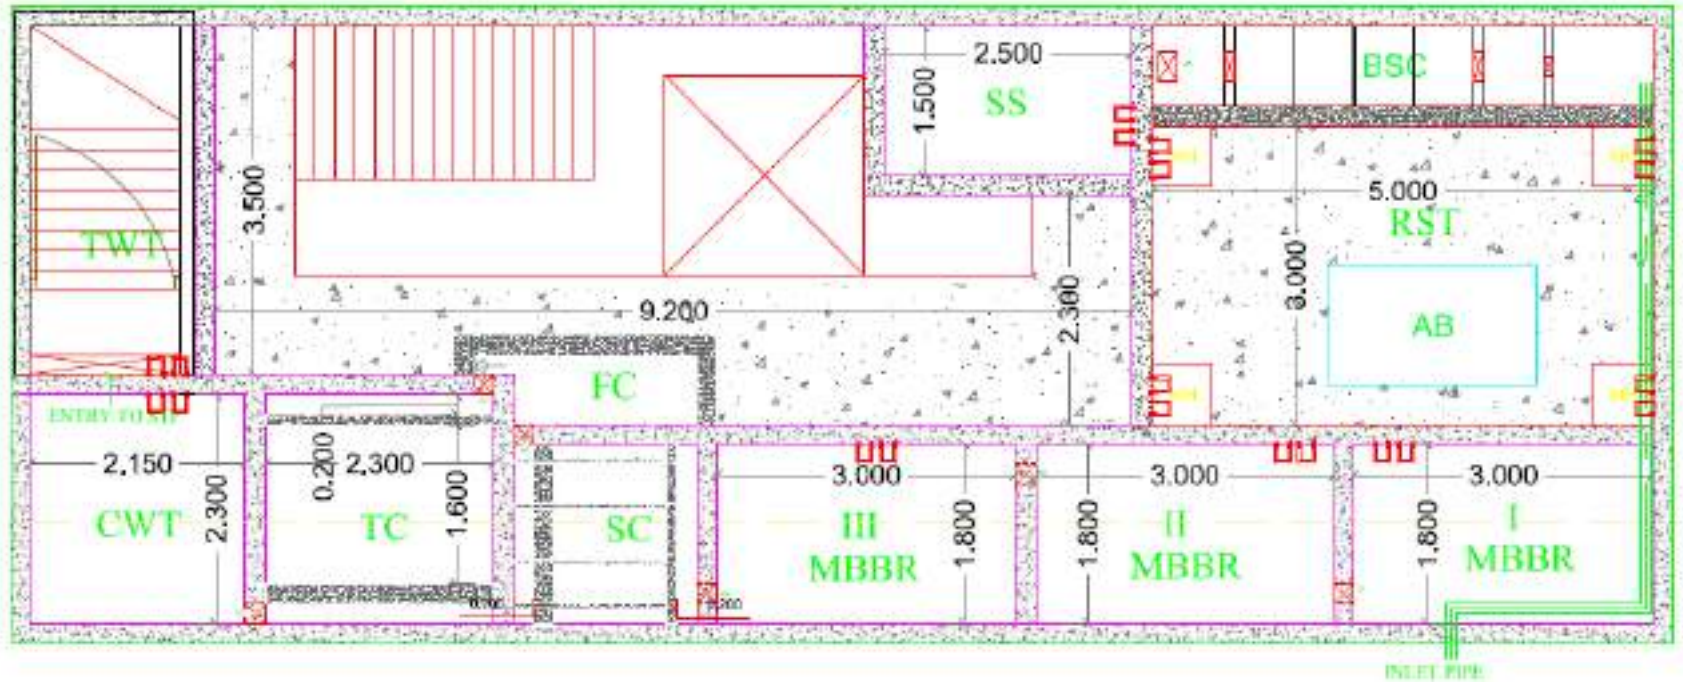 2.500
BSC
1.500
SS
3.500
5.000
RST
TWT
3.000
9.200
2.300
AB
FC
ENTRY TO STP
2.150
0.200
2.300
3.000
3.000
3.000
2.300
CWT
1.600
TC
SC
III
MBBR
1.800
1.800
II
MBBR
1.800
I
MBBR
INLET PIPE